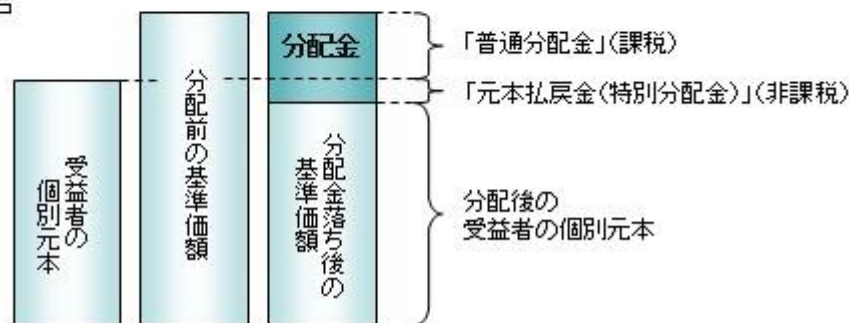 受益者の
個別元本
分配前の基準価額
分配金
分配金落ち後の
基準価額
「普通分配金」(課税)
「元本払戻金(特別分配金)」(非課税)
分配後の
受益者の個別元本